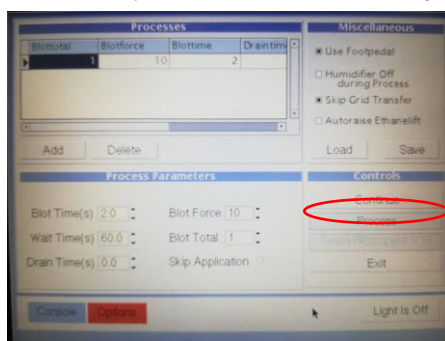 Processes
Blottotal Blotforce Blottime Draintim
1 10 2
Add Delete
Process Parameters
Blot Time(s) 2.0 Blot Force 10
Wait Time(s) 60.0 Blot Total 1
Drain Time(s) 0.0 Skip Application
Console Options
Miscellaneous
Use Footpedal
Humidifier Off
during Process
Skip Grid Transfer
Autoraise Ethanelift
Load Save
Controls
Continue
Process
Exit
Light Is Off